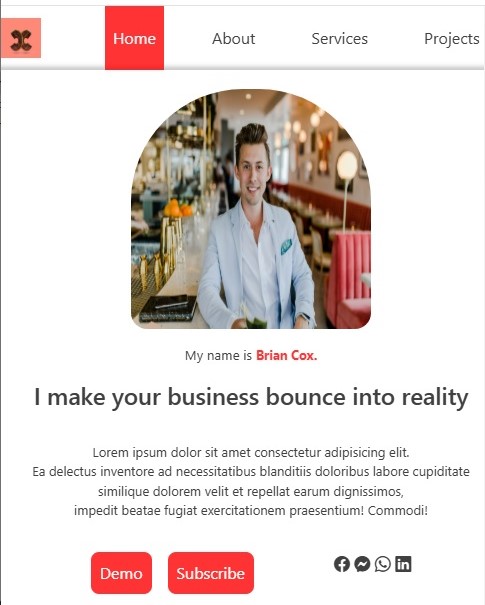 Home About Services Projects
My name is Brian Cox.
I make your business bounce into reality
Lorem ipsum dolor sit amet consectetur adipisicing elit.
Ea delectus inventore ad necessitatibus blanditiis doloribus labore cupiditate
similique dolorem velit et repellat earum dignissimos,
impedit beatae fugiat exercitationem praesentium! Commodi!
Demo Subscribe